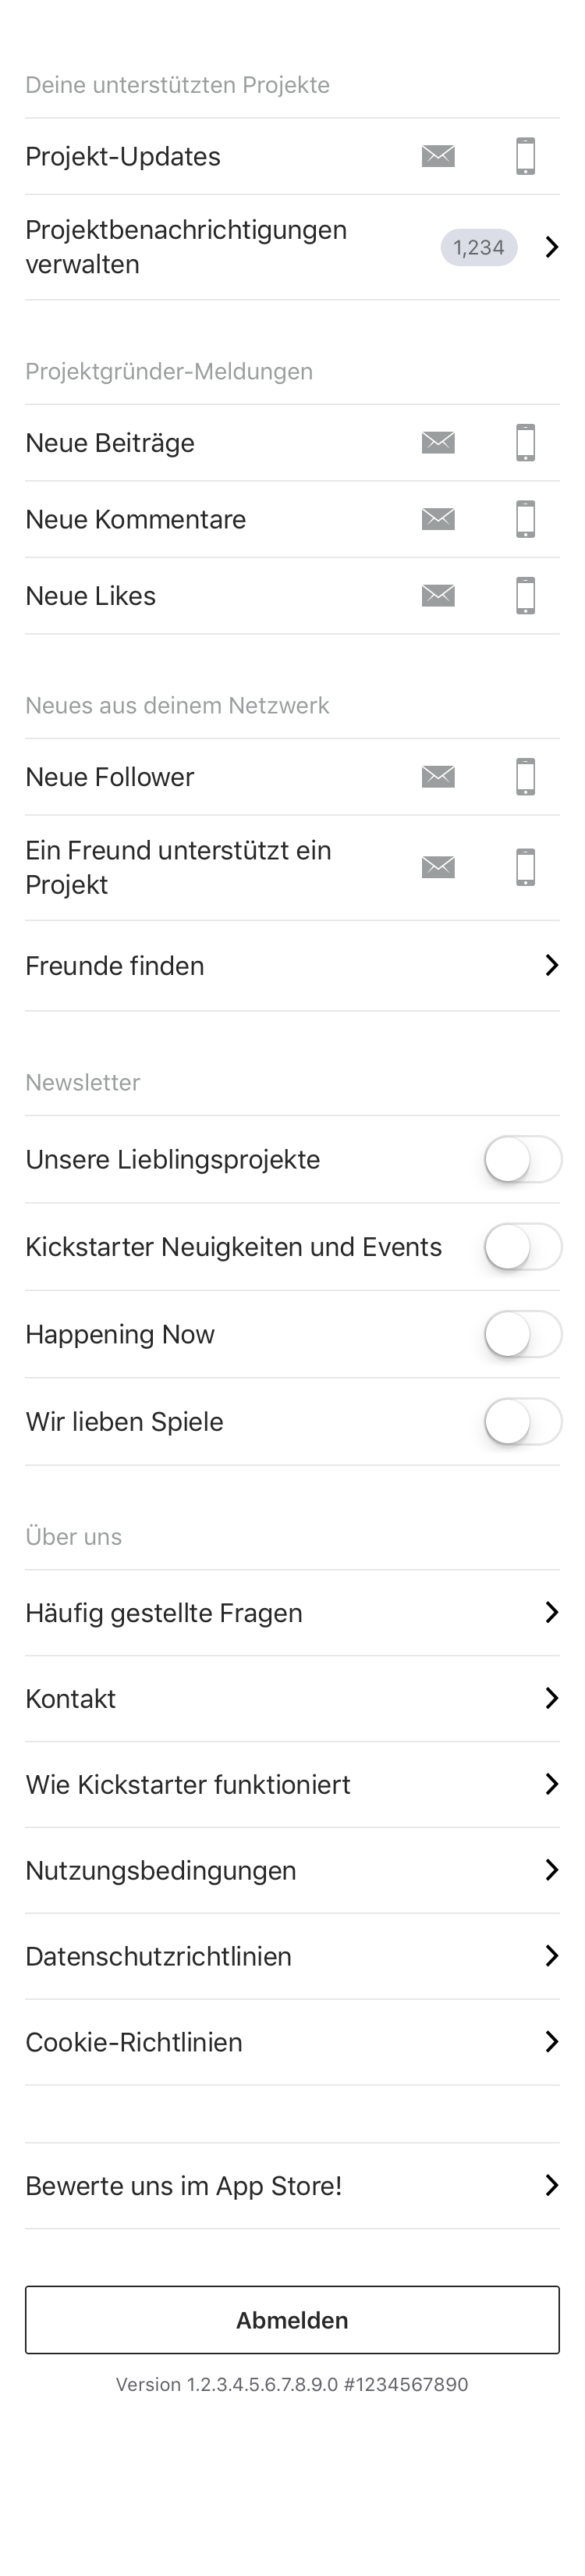 Deine unterstützten Projekte
Projekt-Updates
Projektbenachrichtigungen
verwalten
1,234
Projektgründer-Meldungen
Neue Beiträge
Neue Kommentare
Neue Likes
Neues aus deinem Netzwerk
Neue Follower
Ein Freund unterstützt ein
Projekt
Freunde finden
Newsletter
Unsere Lieblingsprojekte
Kickstarter Neuigkeiten und Events
Happening Now
Wir lieben Spiele
Über uns
Häufig gestellte Fragen
Kontakt
Wie Kickstarter funktioniert
Nutzungsbedingungen
Datenschutzrichtlinien
Cookie-Richtlinien
Bewerte uns im App Store!
Abmelden
Version 1.2.3.4.5.6.7.8.9.0 #1234567890